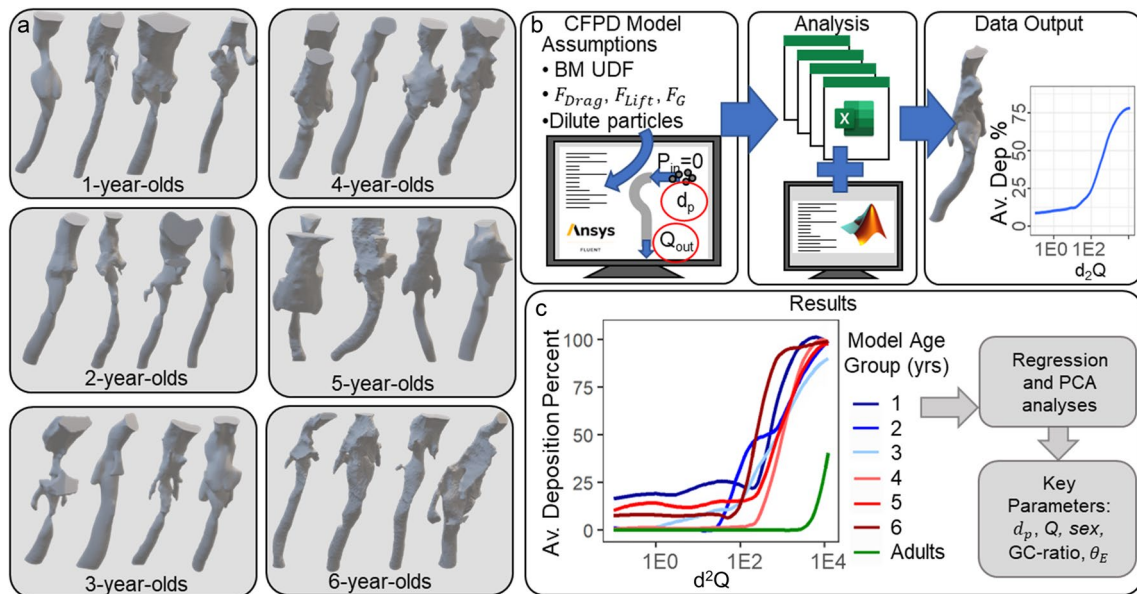 a
1-year-olds
4-year-olds
2-year-olds
5-year-olds
3-year-olds
6-year-olds
b
CFPD Model
Assumptions
• BM UDF
• F_Drag, F_Lift, F_G
•Dilute particles
P_in=0
d_p
Q_out
Ansys
FLUENT
Analysis
X
Data Output
Av. Dep %
75
25
0
1E0 1E2
d₂Q
c
Results
Av. Deposition Percent
100
75
50
25
0
1E0 1E2 1E4
d²Q
Model Age
Group (yrs)
1
2
3
4
5
6
Adults
Regression
and PCA
analyses
Key
Parameters:
d_p, Q, sex,
GC-ratio, θ_E